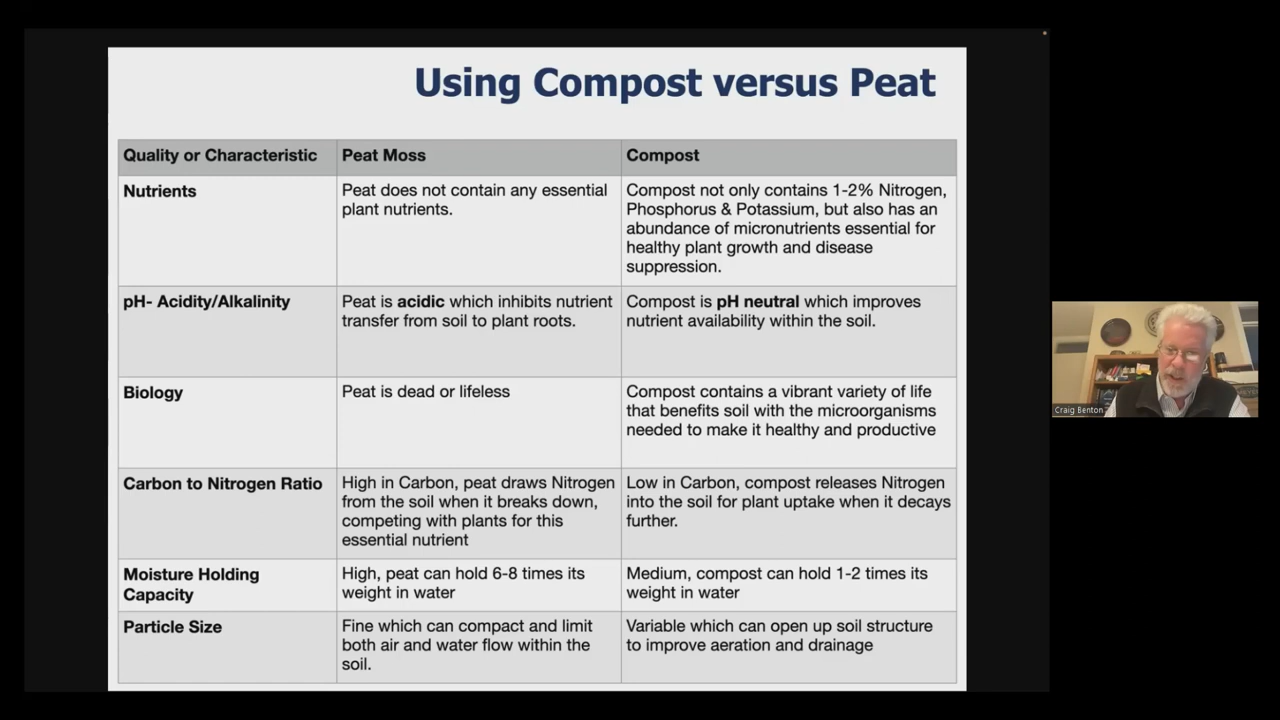 Using Compost versus Peat
Quality or Characteristic
Peat Moss
Compost
Nutrients
Peat does not contain any essential
plant nutrients.
Compost not only contains 1-2% Nitrogen,
Phosphorus & Potassium, but also has an
abundance of micronutrients essential for
healthy plant growth and disease
suppression.
pH- Acidity/Alkalinity
Peat is acidic which inhibits nutrient
transfer from soil to plant roots.
Compost is pH neutral which improves
nutrient availability within the soil.
Biology
Peat is dead or lifeless
Compost contains a vibrant variety of life
that benefits soil with the microorganisms
needed to make it healthy and productive
Carbon to Nitrogen Ratio
High in Carbon, peat draws Nitrogen
from the soil when it breaks down,
competing with plants for this
essential nutrient
Low in Carbon, compost releases Nitrogen
into the soil for plant uptake when it decays
further.
Moisture Holding
Capacity
High, peat can hold 6-8 times its
weight in water
Medium, compost can hold 1-2 times its
weight in water
Particle Size
Fine which can compact and limit
both air and water flow within the
soil.
Variable which can open up soil structure
to improve aeration and drainage
Craig Benton